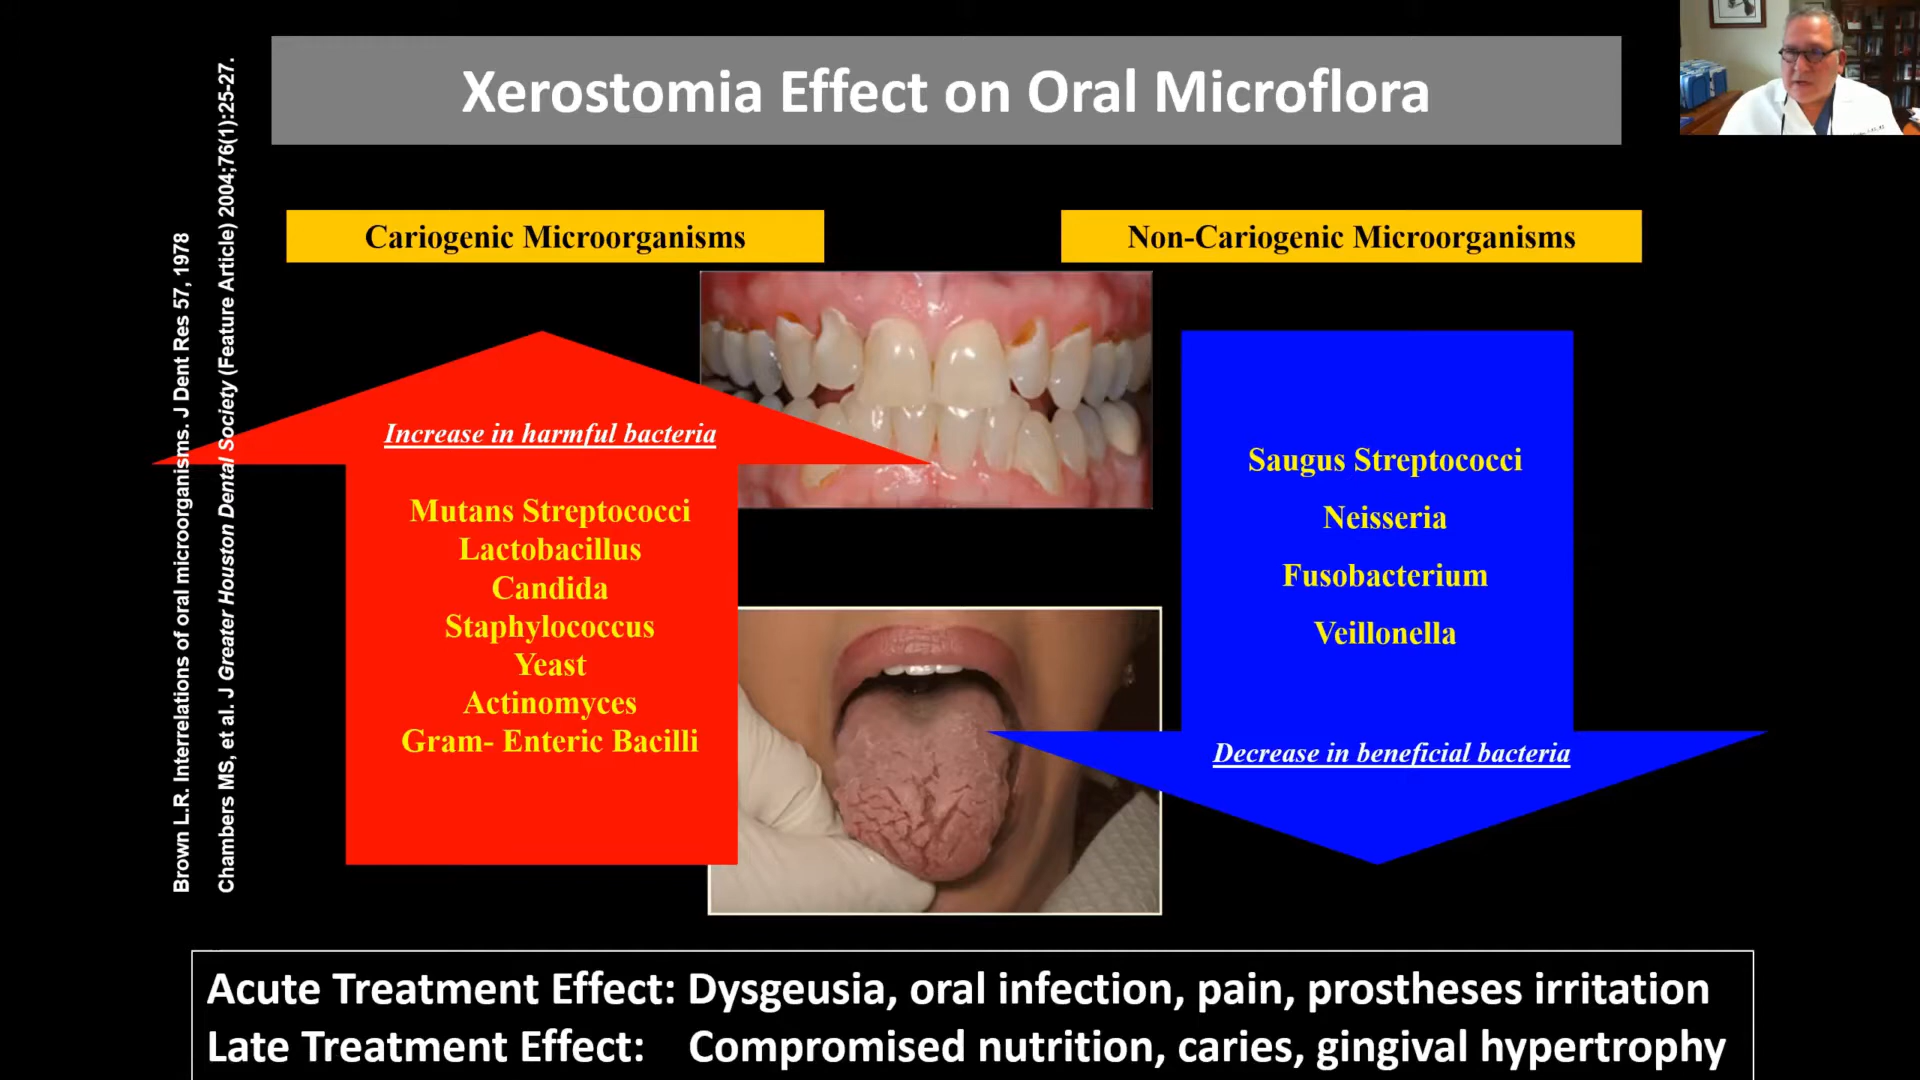 Xerostomia Effect on Oral Microflora
Brown L.R. Interrelations of oral microorganisms. J Dent Res 57, 1978
Chambers MS, et al. J Greater Houston Dental Society (Feature Article) 2004;76(1):25-27.
Cariogenic Microorganisms
Increase in harmful bacteria
Mutans Streptococci
Lactobacillus
Candida
Staphylococcus
Yeast
Actinomyces
Gram- Enteric Bacilli
Non-Cariogenic Microorganisms
Saugus Streptococci
Neisseria
Fusobacterium
Veillonella
Decrease in beneficial bacteria
Acute Treatment Effect: Dysgeusia, oral infection, pain, prostheses irritation
Late Treatment Effect: Compromised nutrition, caries, gingival hypertrophy